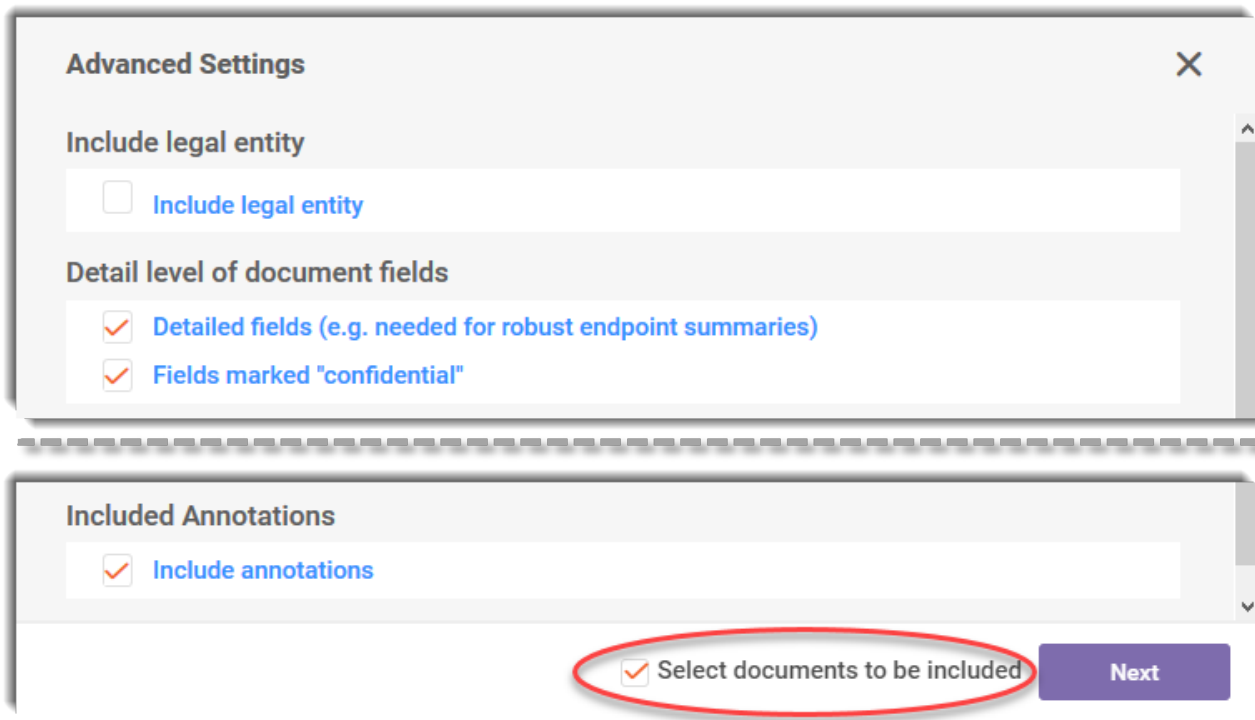 Advanced Settings
Include legal entity
Include legal entity
Detail level of document fields
Detailed fields (e.g. needed for robust endpoint summaries)
Fields marked "confidential"
Included Annotations
Include annotations
Select documents to be included
Next